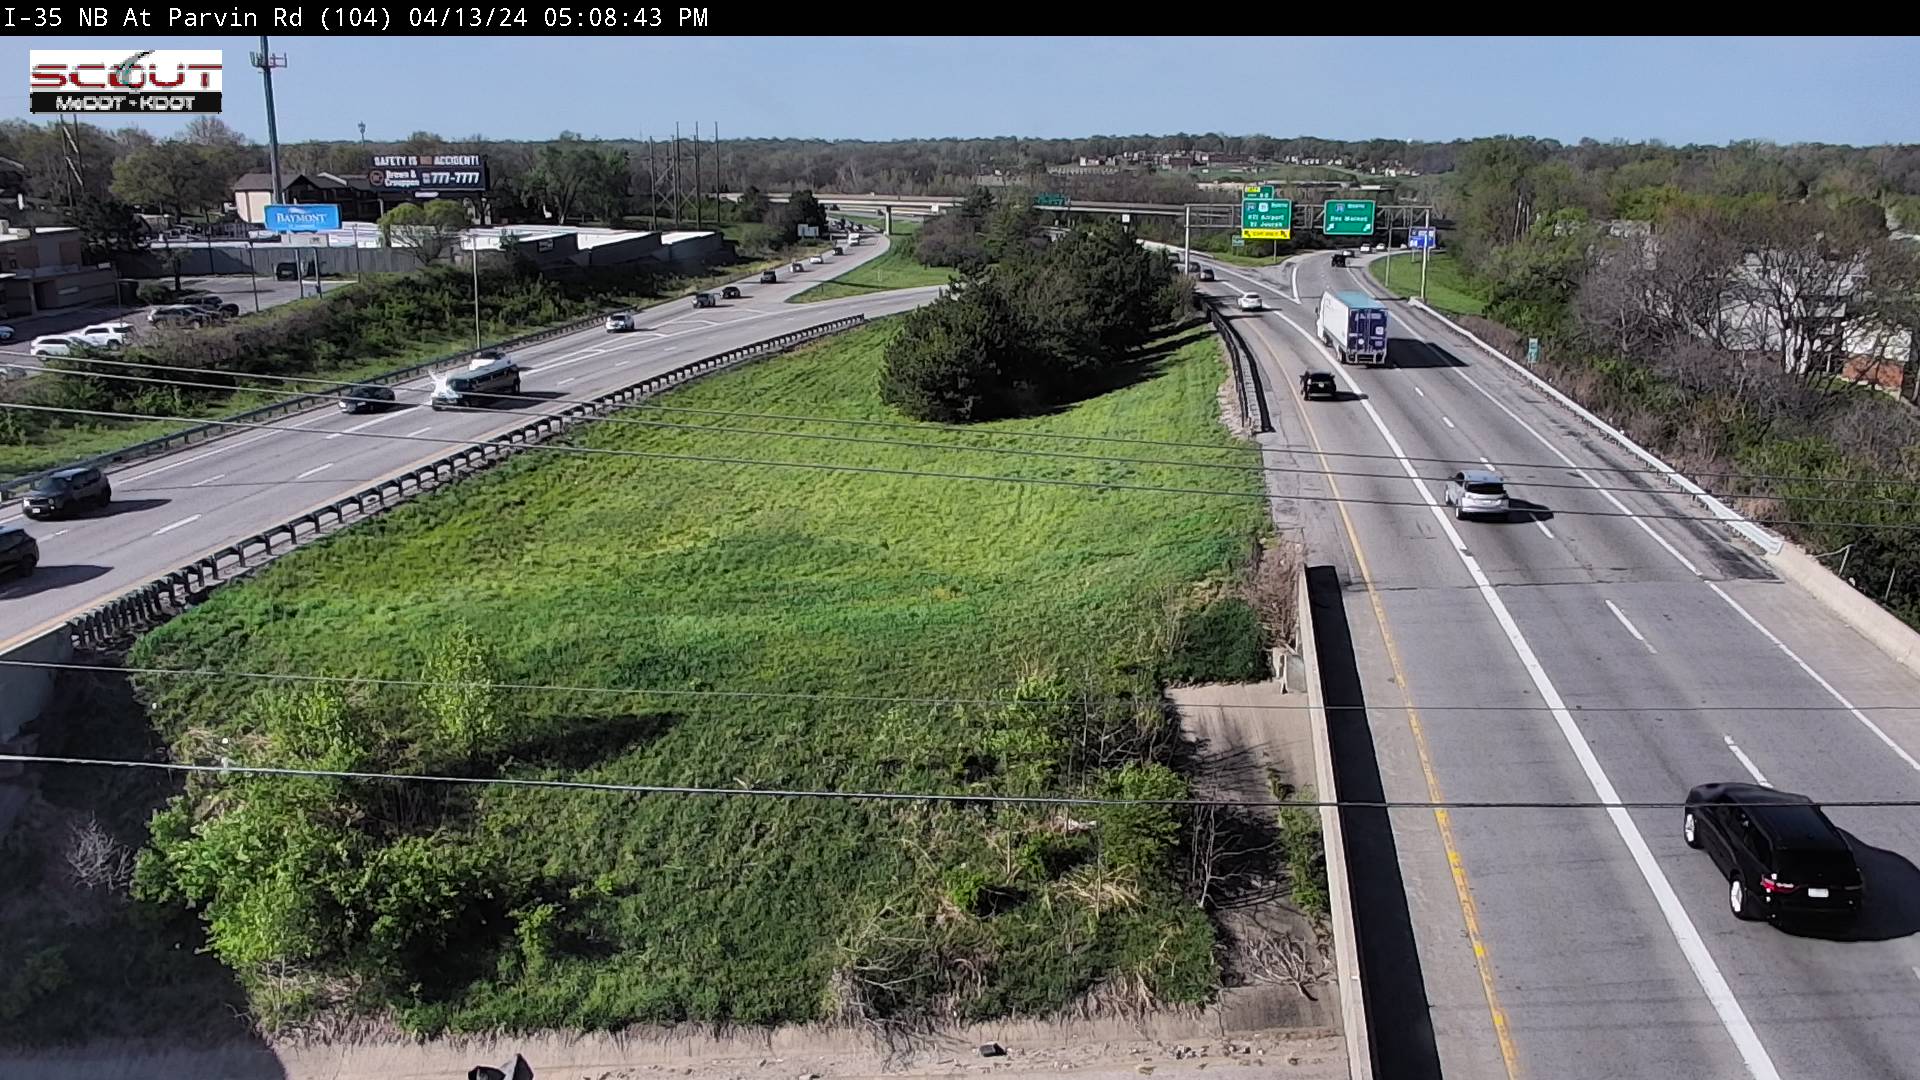 I-35 NB At Parvin Rd (104) 04/13/24 05:08:43 PM
SCOUT
MoDOT - KDOT
SAFETY IS NO ACCIDENT!
Brown &
Crouppen
777-7777
BAYMONT
KCI Airport
St Joseph
Des Moines